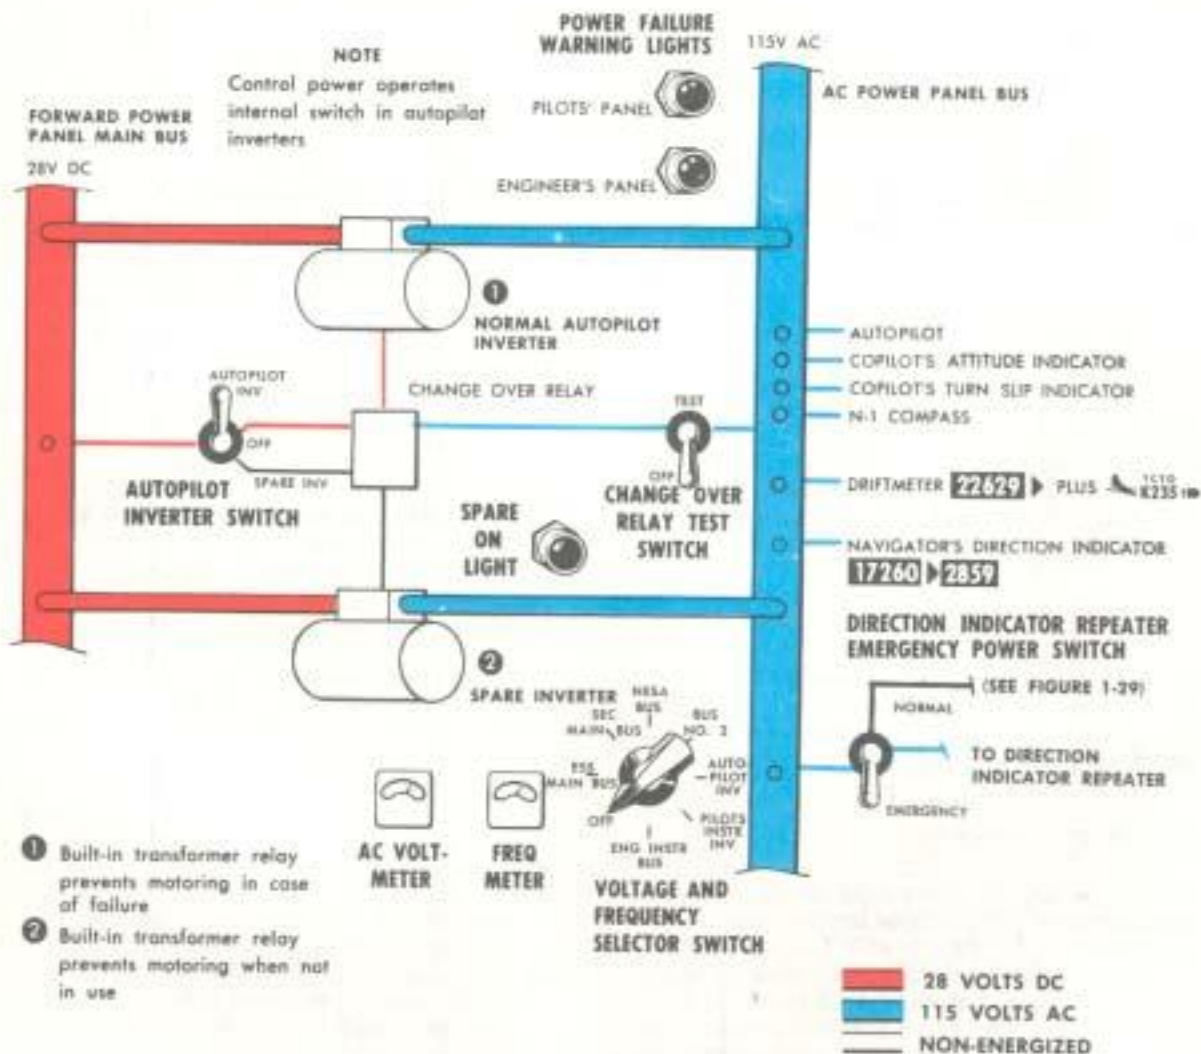 POWER FAILURE
WARNING LIGHTS
115V AC
NOTE
Control power operates
internal switch in autopilot
inverters
PILOTS' PANEL
AC POWER PANEL BUS
FORWARD POWER
PANEL MAIN BUS
28V DC
ENGINEER'S PANEL
1
NORMAL AUTOPILOT
INVERTER
AUTOPILOT
COPILOT'S ATTITUDE INDICATOR
COPILOT'S TURN SLIP INDICATOR
N-1 COMPASS
AUTOPILOT
INV
OFF
SPARE INV
CHANGE OVER RELAY
TEST
OFF
AUTOPILOT
INVERTER SWITCH
SPARE
ON
LIGHT
CHANGE OVER
RELAY TEST
SWITCH
DRIFTMETER 22629 PLUS TCTO K235
NAVIGATOR'S DIRECTION INDICATOR
17260 2859
DIRECTION INDICATOR REPEATER
EMERGENCY POWER SWITCH
2
SPARE INVERTER
(SEE FIGURE 1-29)
NORMAL
TO DIRECTION
INDICATOR REPEATER
EMERGENCY
NESA
BUS
SEC
MAIN BUS
BUS
NO. 2
ESS
MAIN BUS
AUTO-
PILOT
INV
OFF
PILOTS
INSTR
INV
ENG INSTR
BUS
AC VOLT-
METER
FREQ
METER
VOLTAGE AND
FREQUENCY
SELECTOR SWITCH
1 Built-in transformer relay
prevents motoring in case
of failure
2 Built-in transformer relay
prevents motoring when not
in use
28 VOLTS DC
115 VOLTS AC
NON-ENERGIZED